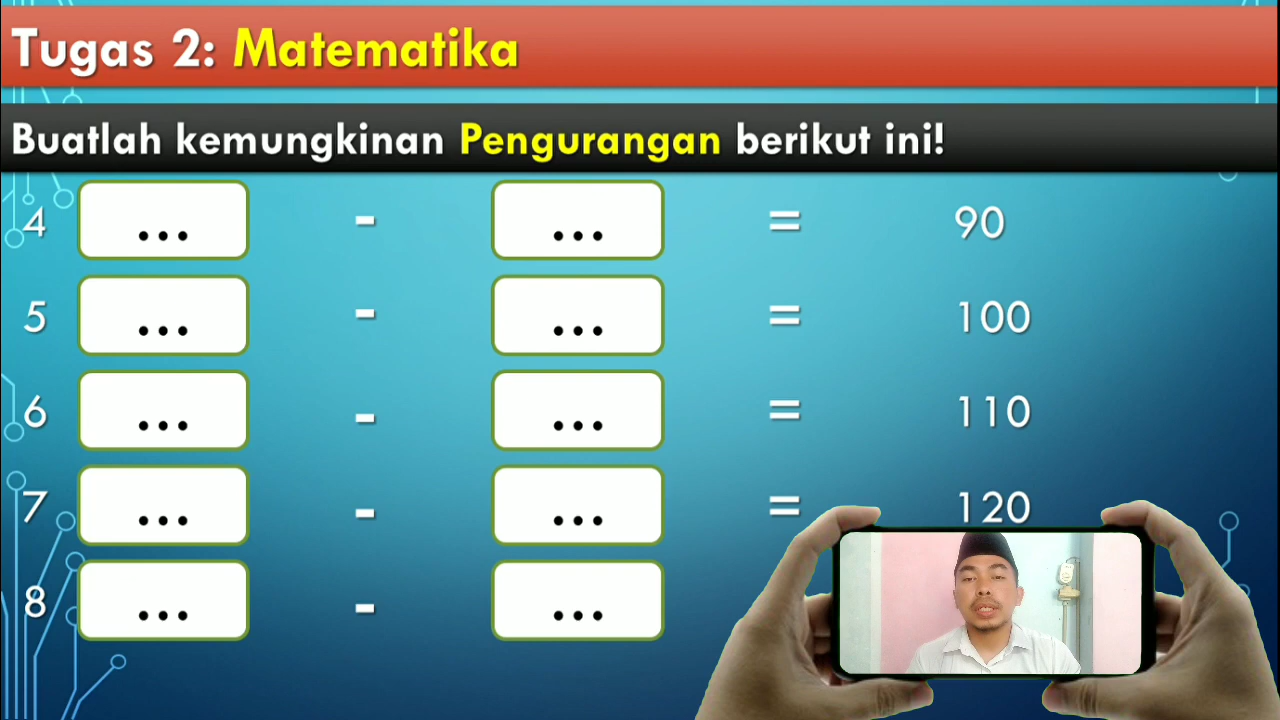 Tugas 2: Matematika
Buatlah kemungkinan Pengurangan berikut ini!
4 ... - ... = 90
5 ... - ... = 100
6 ... - ... = 110
7 ... - ... = 120
8 ... - ...